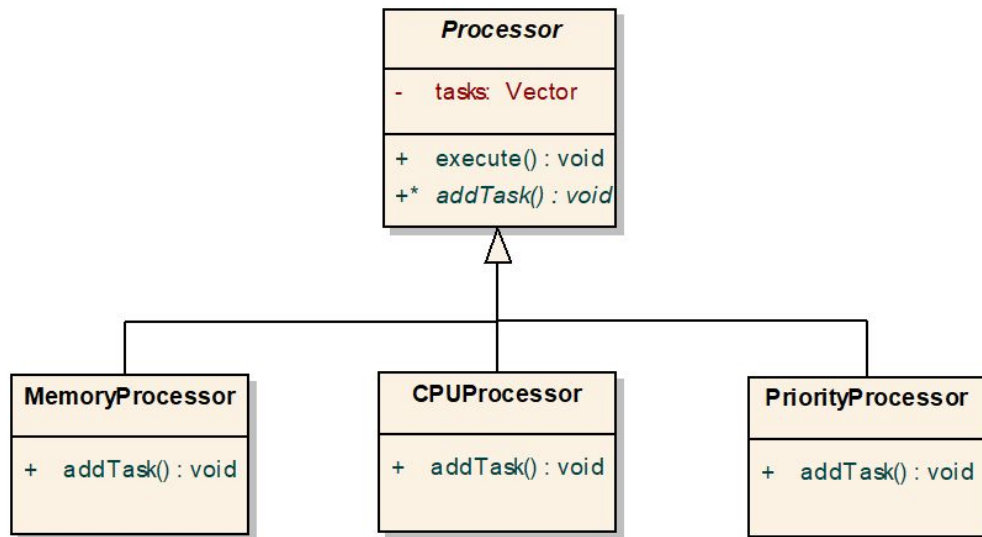 Processor
- tasks: Vector
+ execute() : void
+* addTask() : void
MemoryProcessor
+ addTask() : void
CPUProcessor
+ addTask() : void
PriorityProcessor
+ addTask() : void